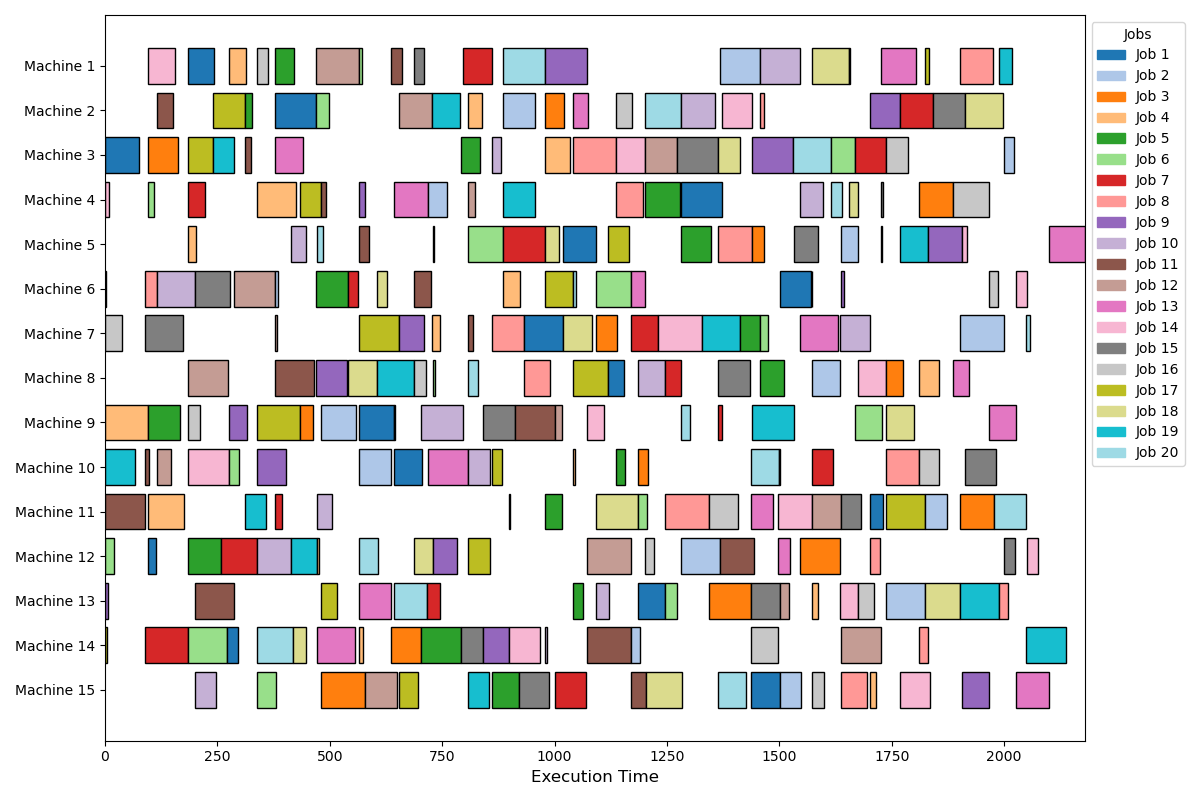 Machine 1
Machine 2
Machine 3
Machine 4
Machine 5
Machine 6
Machine 7
Machine 8
Machine 9
Machine 10
Machine 11
Machine 12
Machine 13
Machine 14
Machine 15
0
250
500
750
1000
1250
1500
1750
2000
Execution Time
Jobs
Job 1
Job 2
Job 3
Job 4
Job 5
Job 6
Job 7
Job 8
Job 9
Job 10
Job 11
Job 12
Job 13
Job 14
Job 15
Job 16
Job 17
Job 18
Job 19
Job 20